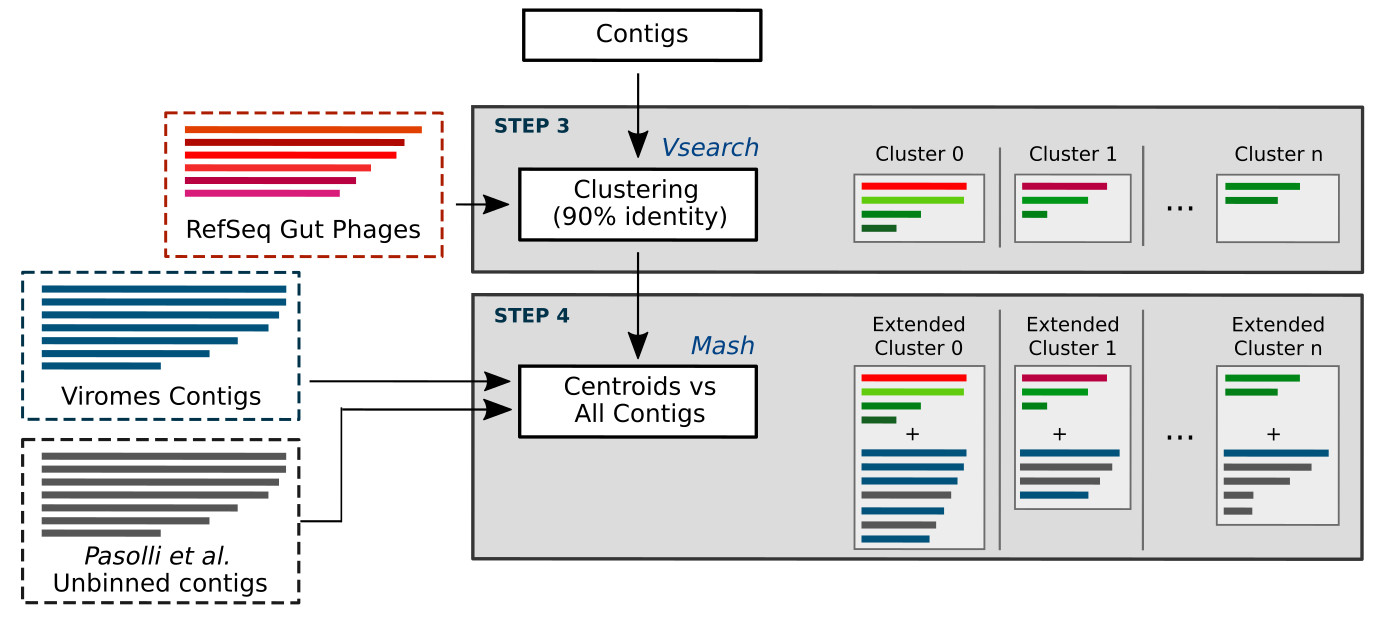 Contigs
STEP 3
Vsearch
Clustering
(90% identity)
Cluster 0
Cluster 1
Cluster n
...
RefSeq Gut Phages
Viromes Contigs
Pasolli et al.
Unbinned contigs
STEP 4
Mash
Centroids vs
All Contigs
Extended
Cluster 0
+
Extended
Cluster 1
+
...
Extended
Cluster n
+